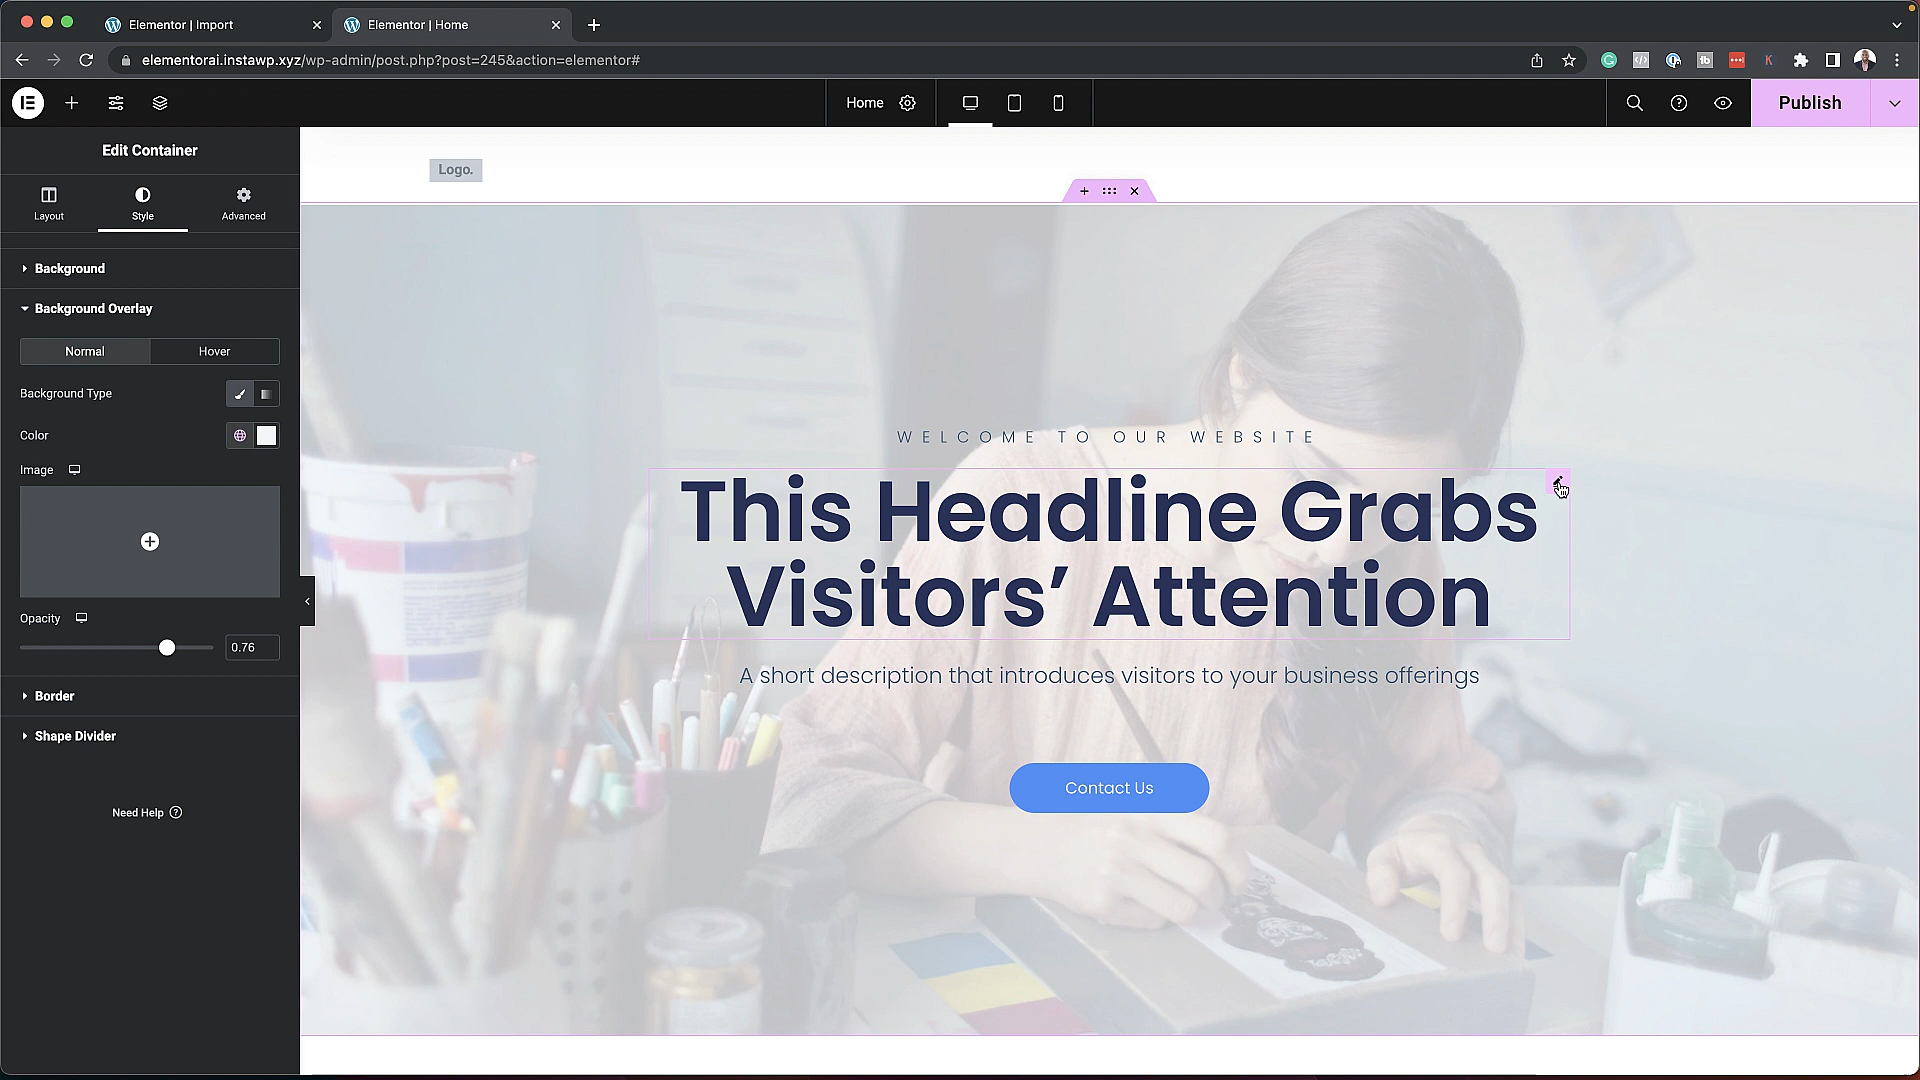 Elementor | Import
Elementor | Home
elementorai.instawp.xyz/wp-admin/post.php?post=245&action=elementor#
Home
Publish
Edit Container
Logo.
Layout
Style
Advanced
Background
Background Overlay
Normal
Hover
Background Type
Color
Image
Opacity
0.76
Border
Shape Divider
Need Help
WELCOME TO OUR WEBSITE
This Headline Grabs
Visitors’ Attention
A short description that introduces visitors to your business offerings
Contact Us